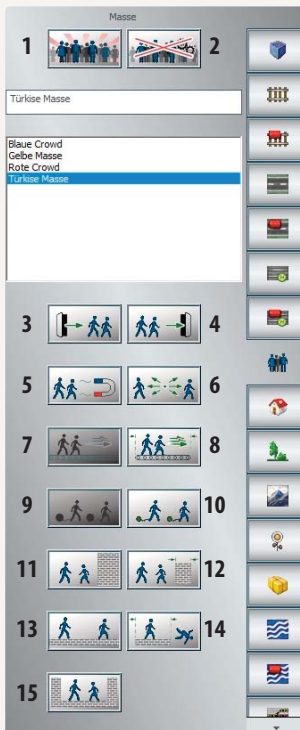 Masse
1 2
Türkise Masse
Blaue Crowd
Gelbe Masse
Rote Crowd
Türkise Masse
3 4
5 6
7 8
9 10
11 12
13 14
15